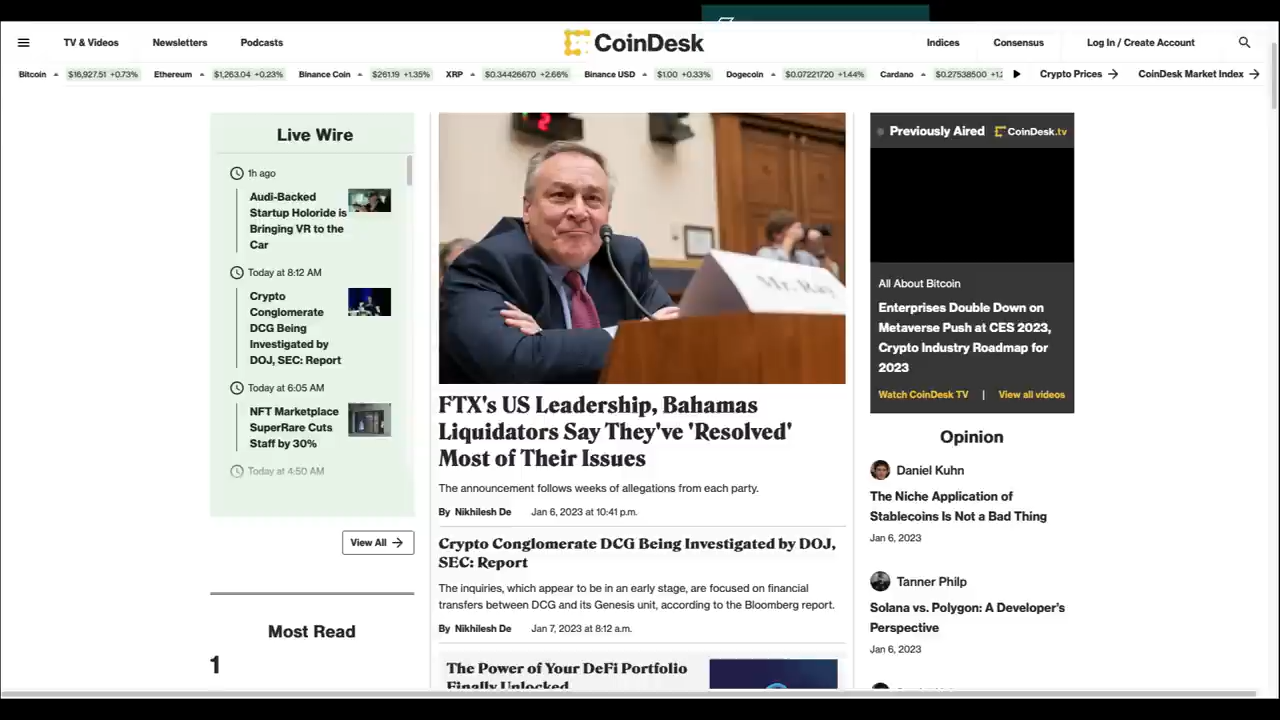 TV & Videos
Newsletters
Podcasts
CoinDesk
Indices
Consensus
Log In / Create Account
Bitcoin $16,927.51 +0.73% Ethereum $1,263.04 +0.23% Binance Coin $261.19 +1.35% XRP $0.34426670 +2.66% Binance USD $1.00 +0.33% Dogecoin $0.07221720 +1.44% Cardano $0.27538500 +1.2
Crypto Prices
CoinDesk Market Index
Live Wire
1h ago
Audi-Backed
Startup Holoride is
Bringing VR to the
Car
Today at 8:12 AM
Crypto
Conglomerate
DCG Being
Investigated by
DOJ, SEC: Report
Today at 6:05 AM
NFT Marketplace
SuperRare Cuts
Staff by 30%
Today at 4:50 AM
View All
Most Read
1
2
Mr. Ray
FTX's US Leadership, Bahamas
Liquidators Say They've 'Resolved'
Most of Their Issues
The announcement follows weeks of allegations from each party.
By Nikhilesh De Jan 6, 2023 at 10:41 p.m.
Crypto Conglomerate DCG Being Investigated by DOJ,
SEC: Report
The inquiries, which appear to be in an early stage, are focused on financial
transfers between DCG and its Genesis unit, according to the Bloomberg report.
By Nikhilesh De Jan 7, 2023 at 8:12 a.m.
The Power of Your DeFi Portfolio
Finally Unlocked
Previously Aired CoinDesk.tv
All About Bitcoin
Enterprises Double Down on
Metaverse Push at CES 2023,
Crypto Industry Roadmap for
2023
Watch CoinDesk TV | View all videos
Opinion
Daniel Kuhn
The Niche Application of
Stablecoins Is Not a Bad Thing
Jan 6, 2023
Tanner Philp
Solana vs. Polygon: A Developer's
Perspective
Jan 6, 2023